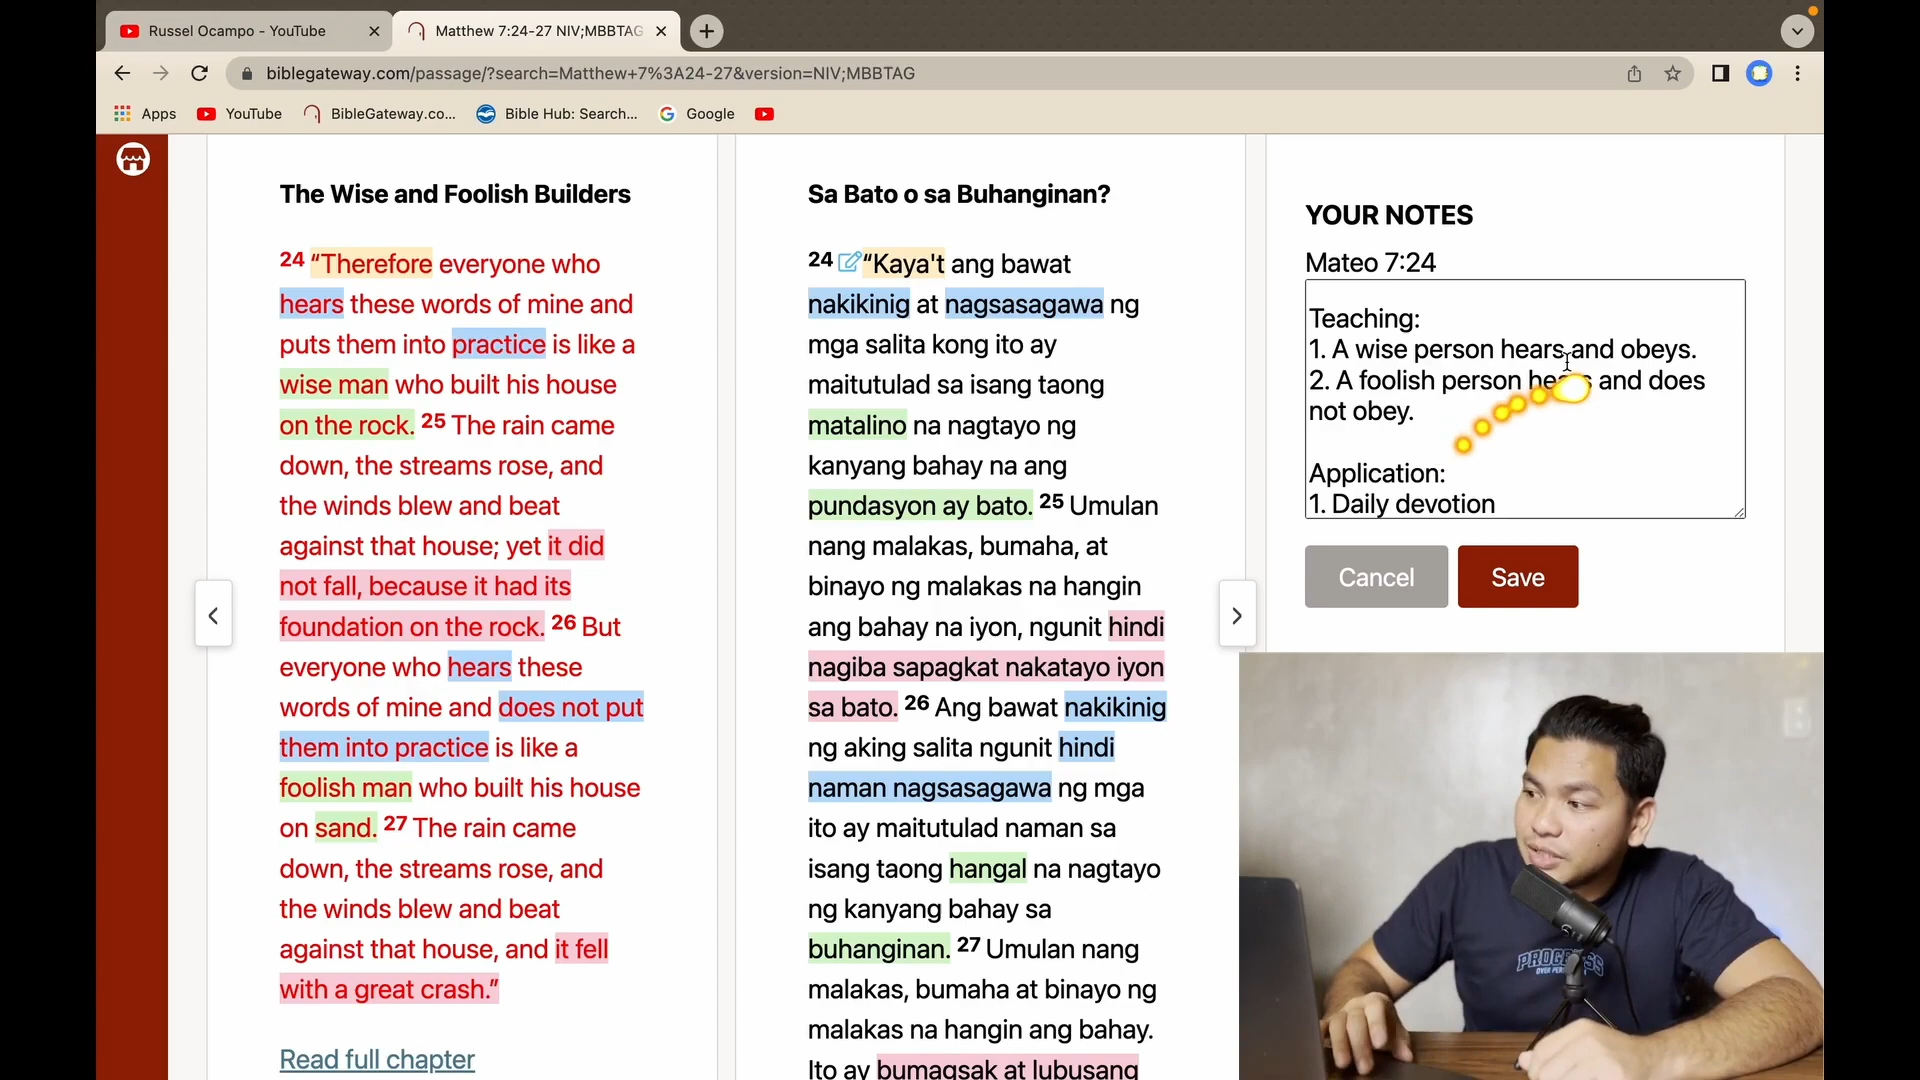 Russel Ocampo - YouTube
Matthew 7:24-27 NIV;MBBTAG
biblegateway.com/passage/?search=Matthew+7%3A24-27&version=NIV;MBBTAG
Apps
YouTube
BibleGateway.co...
Bible Hub: Search...
Google
The Wise and Foolish Builders
24 “Therefore everyone who
hears these words of mine and
puts them into practice is like a
wise man who built his house
on the rock. 25 The rain came
down, the streams rose, and
the winds blew and beat
against that house; yet it did
not fall, because it had its
foundation on the rock. 26 But
everyone who hears these
words of mine and does not put
them into practice is like a
foolish man who built his house
on sand. 27 The rain came
down, the streams rose, and
the winds blew and beat
against that house, and it fell
with a great crash.”
Read full chapter
Sa Bato o sa Buhanginan?
24 “Kaya't ang bawat
nakikinig at nagsasagawa ng
mga salita kong ito ay
maitutulad sa isang taong
matalino na nagtayo ng
kanyang bahay na ang
pundasyon ay bato. 25 Umulan
nang malakas, bumaha, at
binayo ng malakas na hangin
ang bahay na iyon, ngunit hindi
nagiba sapagkat nakatayo iyon
sa bato. 26 Ang bawat nakikinig
ng aking salita ngunit hindi
naman nagsasagawa ng mga
ito ay maitutulad naman sa
isang taong hangal na nagtayo
ng kanyang bahay sa
buhanginan. 27 Umulan nang
malakas, bumaha at binayo ng
malakas na hangin ang bahay.
Ito ay bumagsak at lubusang
YOUR NOTES
Mateo 7:24
Teaching:
1. A wise person hears and obeys.
2. A foolish person hears and does
not obey.
Application:
1. Daily devotion
Cancel
Save
PROGRESS